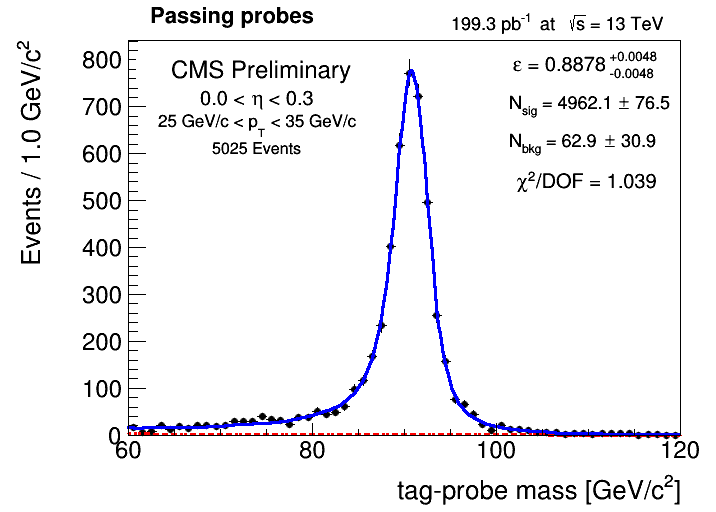 Passing probes
199.3 pb⁻¹ at √s = 13 TeV
CMS Preliminary
0.0 < η < 0.3
25 GeV/c < p_T < 35 GeV/c
5025 Events
ε = 0.8878 +0.0048 -0.0048
N_sig = 4962.1 ± 76.5
N_bkg = 62.9 ± 30.9
χ²/DOF = 1.039
Events / 1.0 GeV/c²
800
700
600
500
400
300
200
100
0
60 80 100 120
tag-probe mass [GeV/c²]